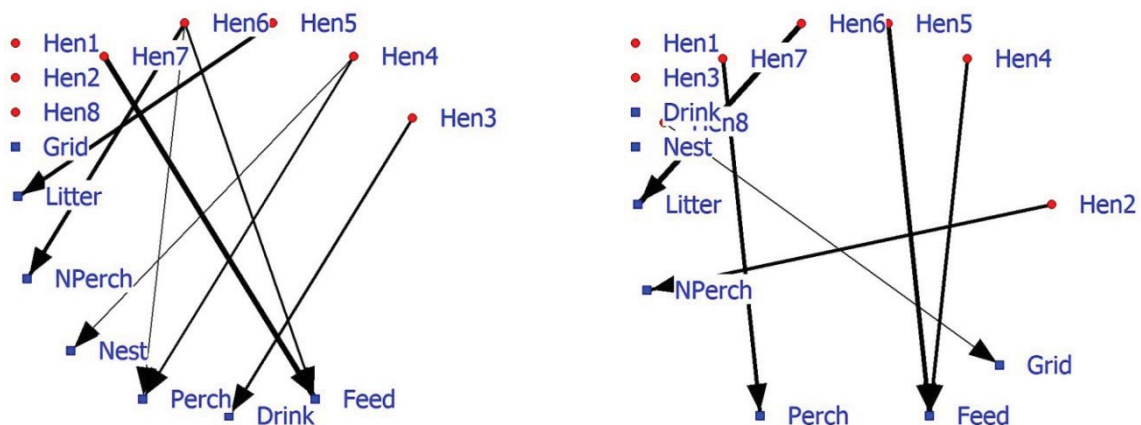 Hen6
Hen5
Hen1
Hen7
Hen4
Hen2
Hen8
Hen3
Grid
Litter
NPerch
Nest
Perch
Drink
Feed
Hen6
Hen5
Hen1
Hen7
Hen4
Hen3
Drink
Hen8
Nest
Litter
Hen2
NPerch
Grid
Perch
Feed